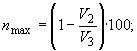 n_max = (1 − V_2/V_3) · 100;